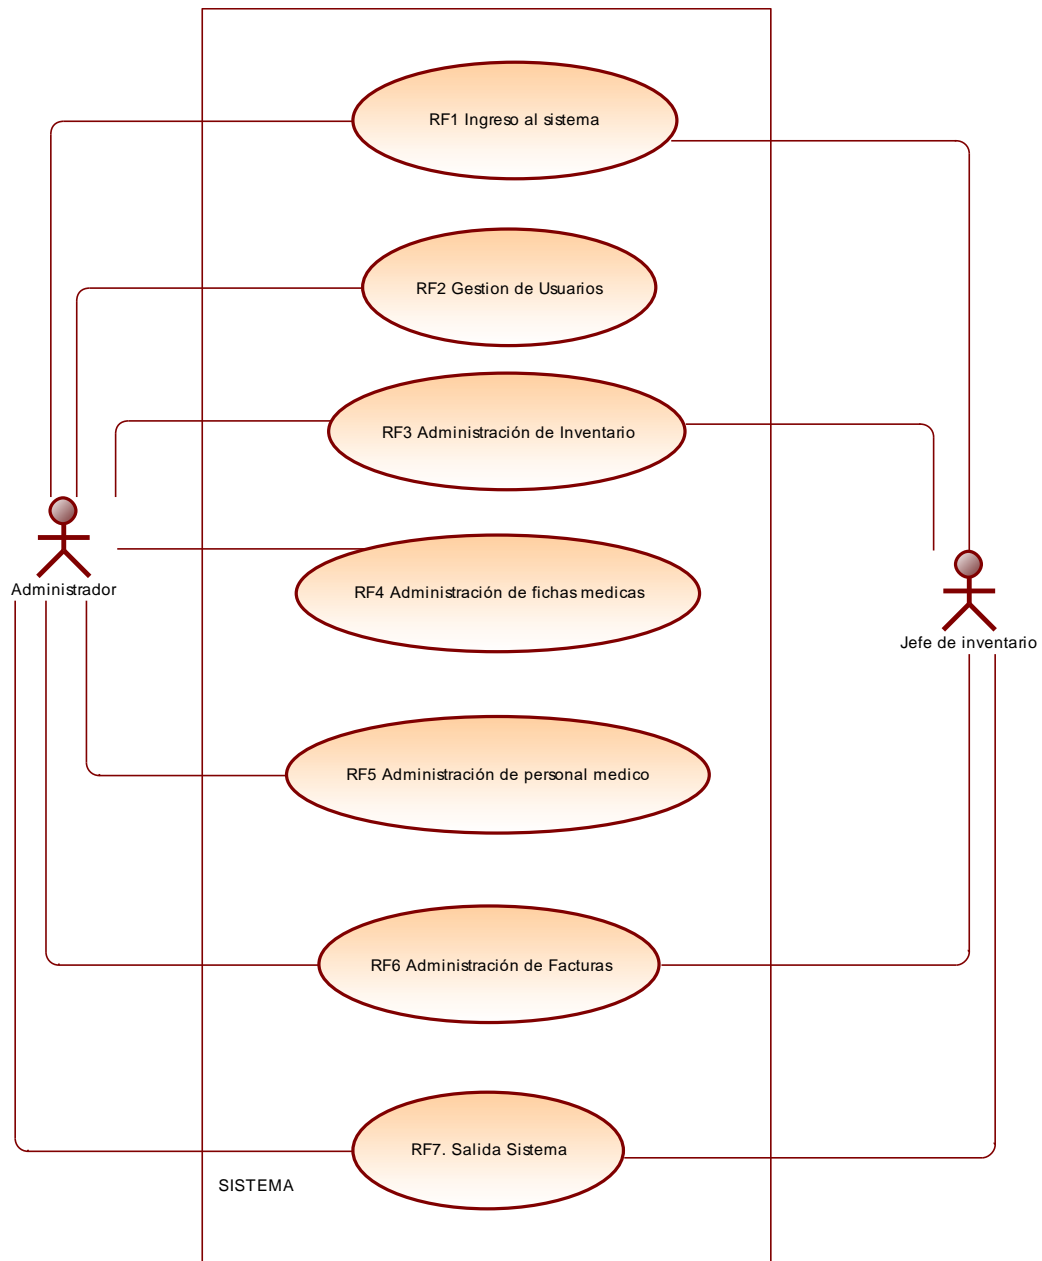 RF1 Ingreso al sistema
RF2 Gestion de Usuarios
RF3 Administración de Inventario
Administrador
RF4 Administración de fichas medicas
Jefe de inventario
RF5 Administración de personal medico
RF6 Administración de Facturas
RF7. Salida Sistema
SISTEMA